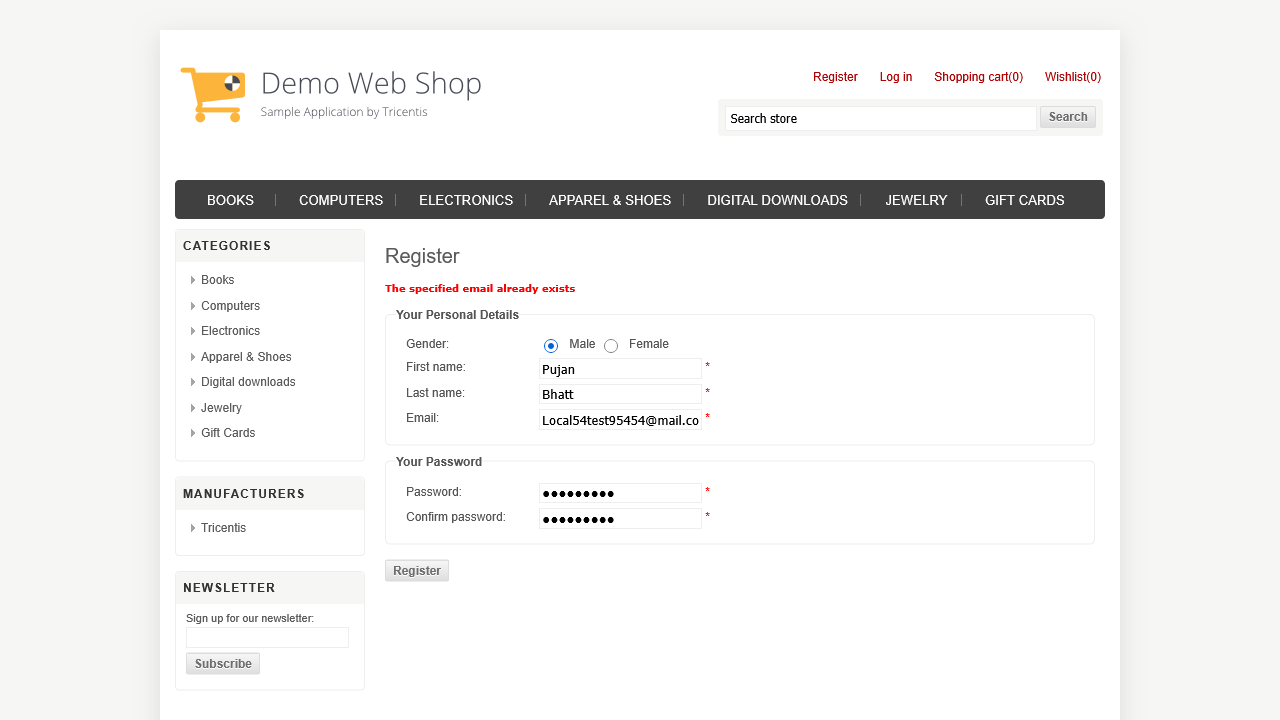 Demo Web Shop
Sample Application by Tricentis
Register Log in Shopping cart(0) Wishlist(0)
Search store Search
BOOKS COMPUTERS ELECTRONICS APPAREL & SHOES DIGITAL DOWNLOADS JEWELRY GIFT CARDS
CATEGORIES
Books
Computers
Electronics
Apparel & Shoes
Digital downloads
Jewelry
Gift Cards
MANUFACTURERS
Tricentis
NEWSLETTER
Sign up for our newsletter:
Subscribe
Register
The specified email already exists
Your Personal Details
Gender: Male Female
First name: Pujan *
Last name: Bhatt *
Email: Local54test95454@mail.co *
Your Password
Password: ●●●●●●●●● *
Confirm password: ●●●●●●●●● *
Register